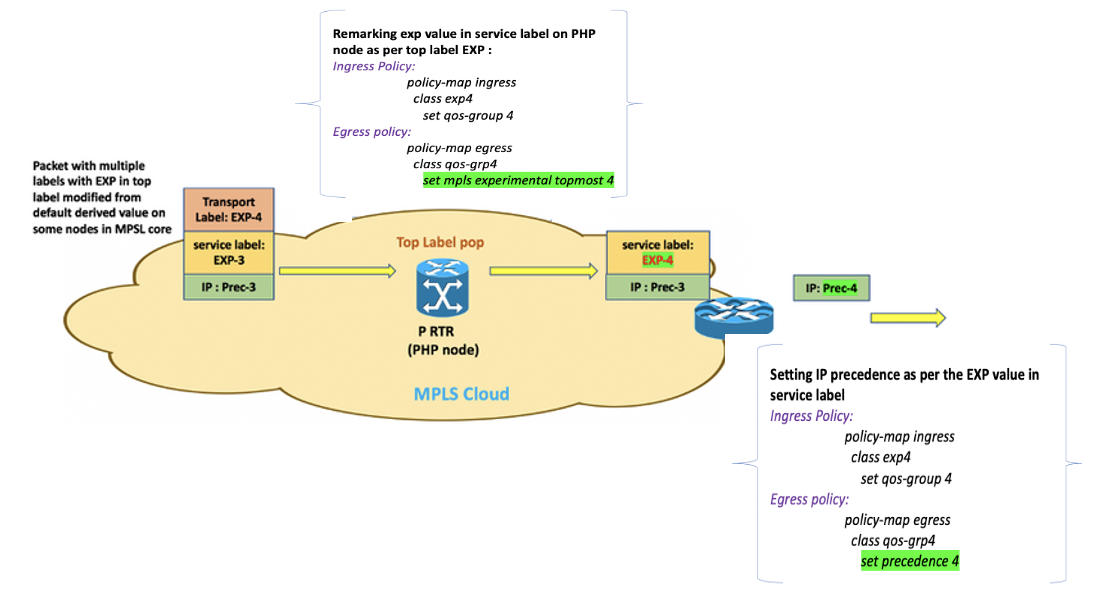 Remarking exp value in service label on PHP
node as per top label EXP :
Ingress Policy:
policy-map ingress
class exp4
set qos-group 4
Egress policy:
policy-map egress
class qos-grp4
set mpls experimental topmost 4
Packet with multiple
labels with EXP in top
label modified from
default derived value on
some nodes in MPSL core
Transport
Label: EXP-4
service label:
EXP-3
IP : Prec-3
Top Label pop
P RTR
(PHP node)
MPLS Cloud
service label:
EXP-4
IP : Prec-3
IP: Prec-4
Setting IP precedence as per the EXP value in
service label
Ingress Policy:
policy-map ingress
class exp4
set qos-group 4
Egress policy:
policy-map egress
class qos-grp4
set precedence 4